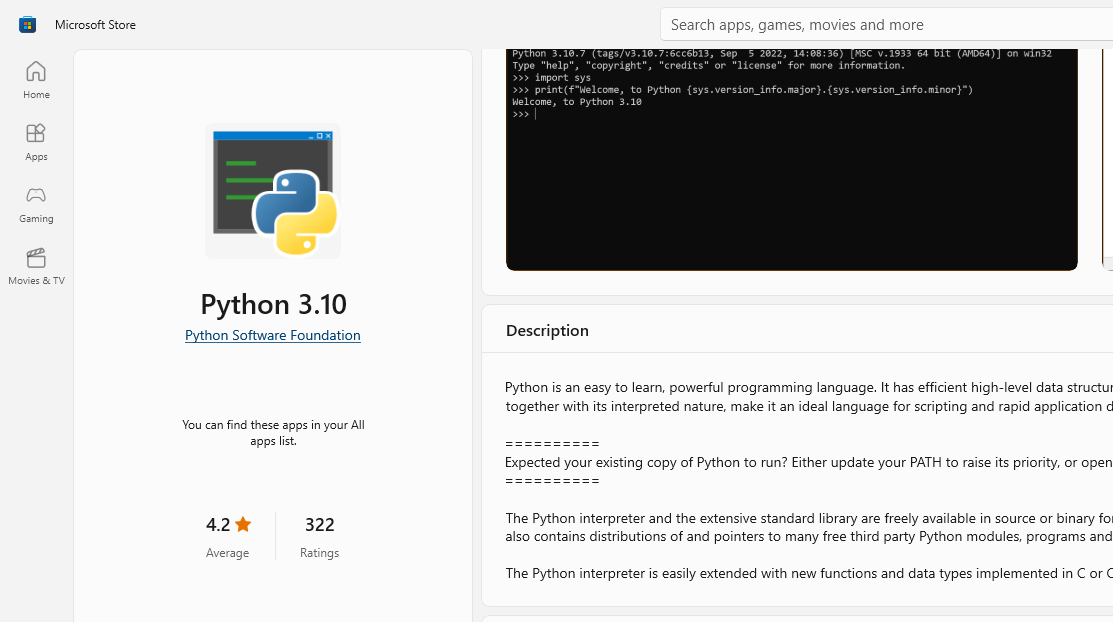 Microsoft Store
Search apps, games, movies and more
Home
Apps
Gaming
Movies & TV
Python 3.10
Python Software Foundation
You can find these apps in your All
apps list.
4.2
Average
322
Ratings
Python 3.10.7 (tags/v3.10.7:6cc6b13, Sep  5 2022, 14:08:36) [MSC v.1933 64 bit (AMD64)] on win32
Type "help", "copyright", "credits" or "license" for more information.
>>> import sys
>>> print(f"Welcome, to Python {sys.version_info.major}.{sys.version_info.minor}")
Welcome, to Python 3.10
>>>
Description
Python is an easy to learn, powerful programming language. It has efficient high-level data
together with its interpreted nature, make it an ideal language for scripting and rapid application
==========
Expected your existing copy of Python to run? Either update your PATH to raise its priority, or open
==========
The Python interpreter and the extensive standard library are freely available in source or binary
also contains distributions of and pointers to many free third party Python modules, programs and
The Python interpreter is easily extended with new functions and data types implemented in C or